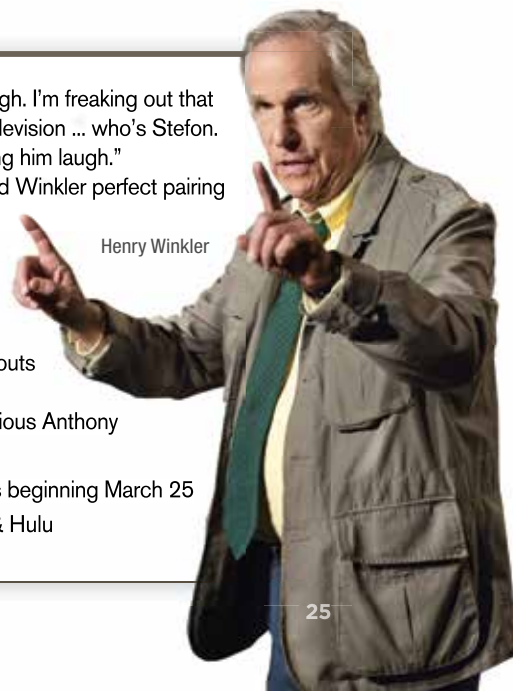 gh. I’m freaking out that
levision ... who’s Stefon.
ng him laugh.”
d Winkler perfect pairing
Henry Winkler
outs
ious Anthony
s beginning March 25
& Hulu
25